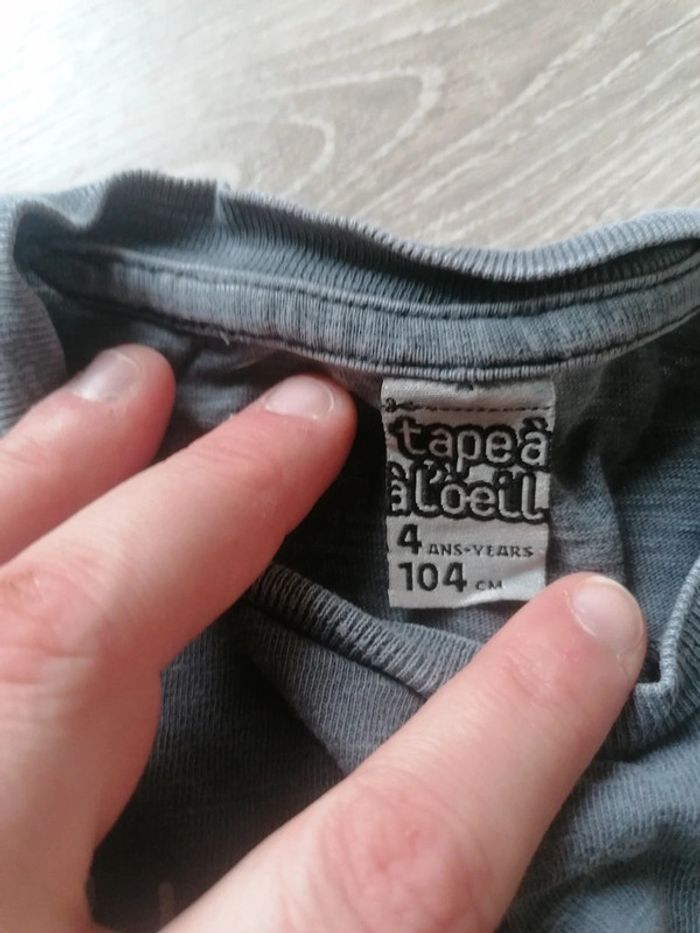 tape à
à l'oeil
4 ANS-YEARS
104 CM